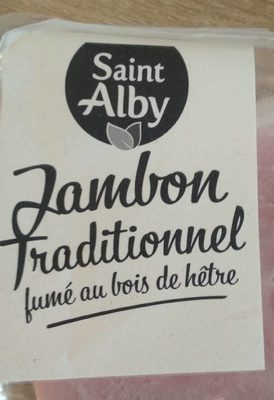 Saint
Alby
Jambon
Traditionnel
fumé au bois de hêtre